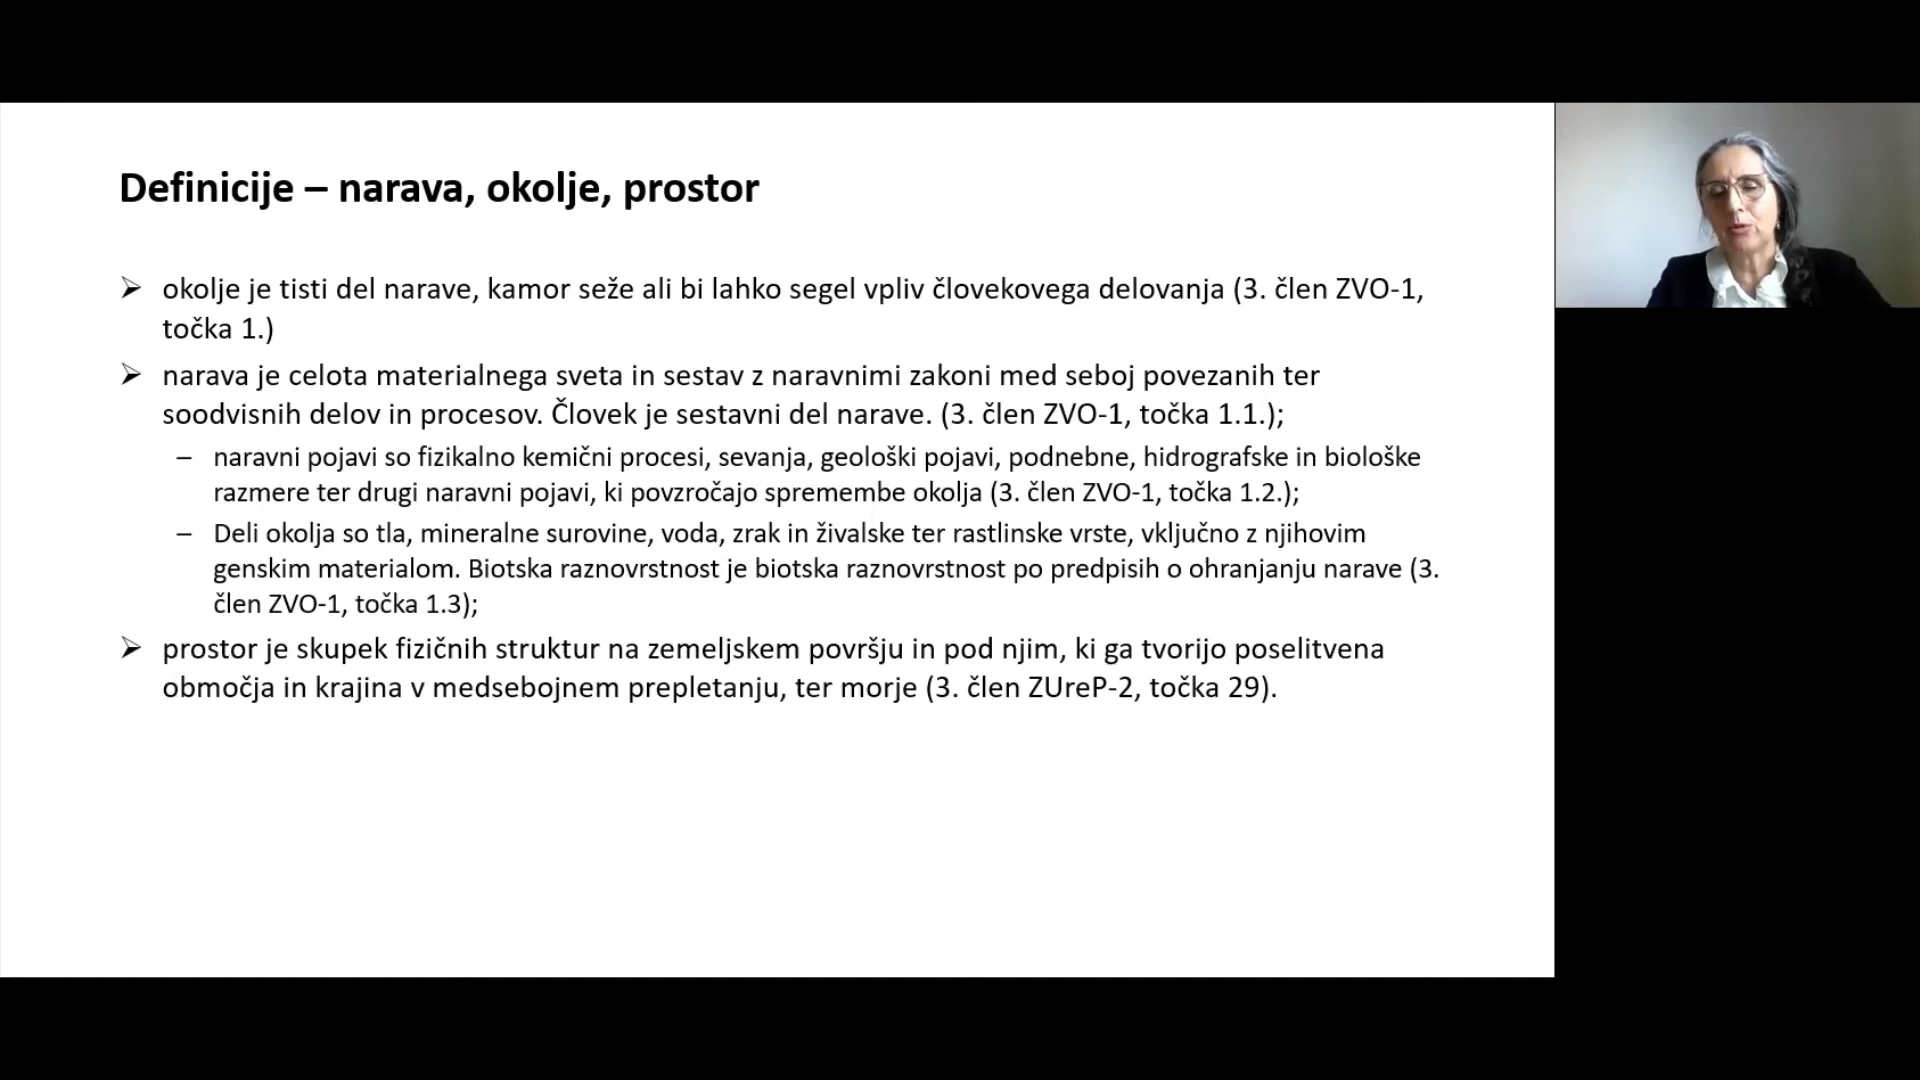 Definicije – narava, okolje, prostor
➢ okolje je tisti del narave, kamor seže ali bi lahko segel vpliv človekovega delovanja (3. člen ZVO-1,
točka 1.)
➢ narava je celota materialnega sveta in sestav z naravnimi zakoni med seboj povezanih ter
soodvisnih delov in procesov. Človek je sestavni del narave. (3. člen ZVO-1, točka 1.1.);
– naravni pojavi so fizikalno kemični procesi, sevanja, geološki pojavi, podnebne, hidrografske in biološke
razmere ter drugi naravni pojavi, ki povzročajo spremembe okolja (3. člen ZVO-1, točka 1.2.);
– Deli okolja so tla, mineralne surovine, voda, zrak in živalske ter rastlinske vrste, vključno z njihovim
genskim materialom. Biotska raznovrstnost je biotska raznovrstnost po predpisih o ohranjanju narave (3.
člen ZVO-1, točka 1.3);
➢ prostor je skupek fizičnih struktur na zemeljskem površju in pod njim, ki ga tvorijo poselitvena
območja in krajina v medsebojnem prepletanju, ter morje (3. člen ZUreP-2, točka 29).